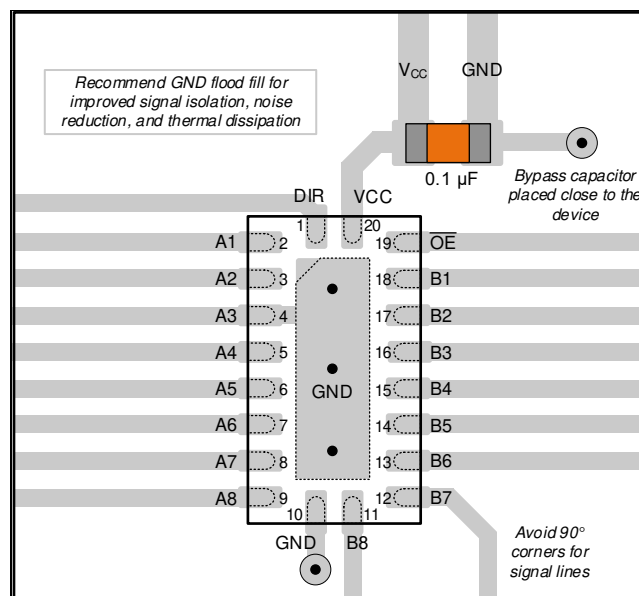 V_CC GND
Recommend GND flood fill for
improved signal isolation, noise
reduction, and thermal dissipation
0.1 µF
Bypass capacitor
placed close to the
device
DIR VCC
1 20
A1 2 19 O̅E̅
A2 3 18 B1
A3 4 17 B2
A4 5 16 B3
A5 6 15 B4
GND
A6 7 14 B5
A7 8 13 B6
A8 9 12 B7
10 11
GND B8
Avoid 90°
corners for
signal lines